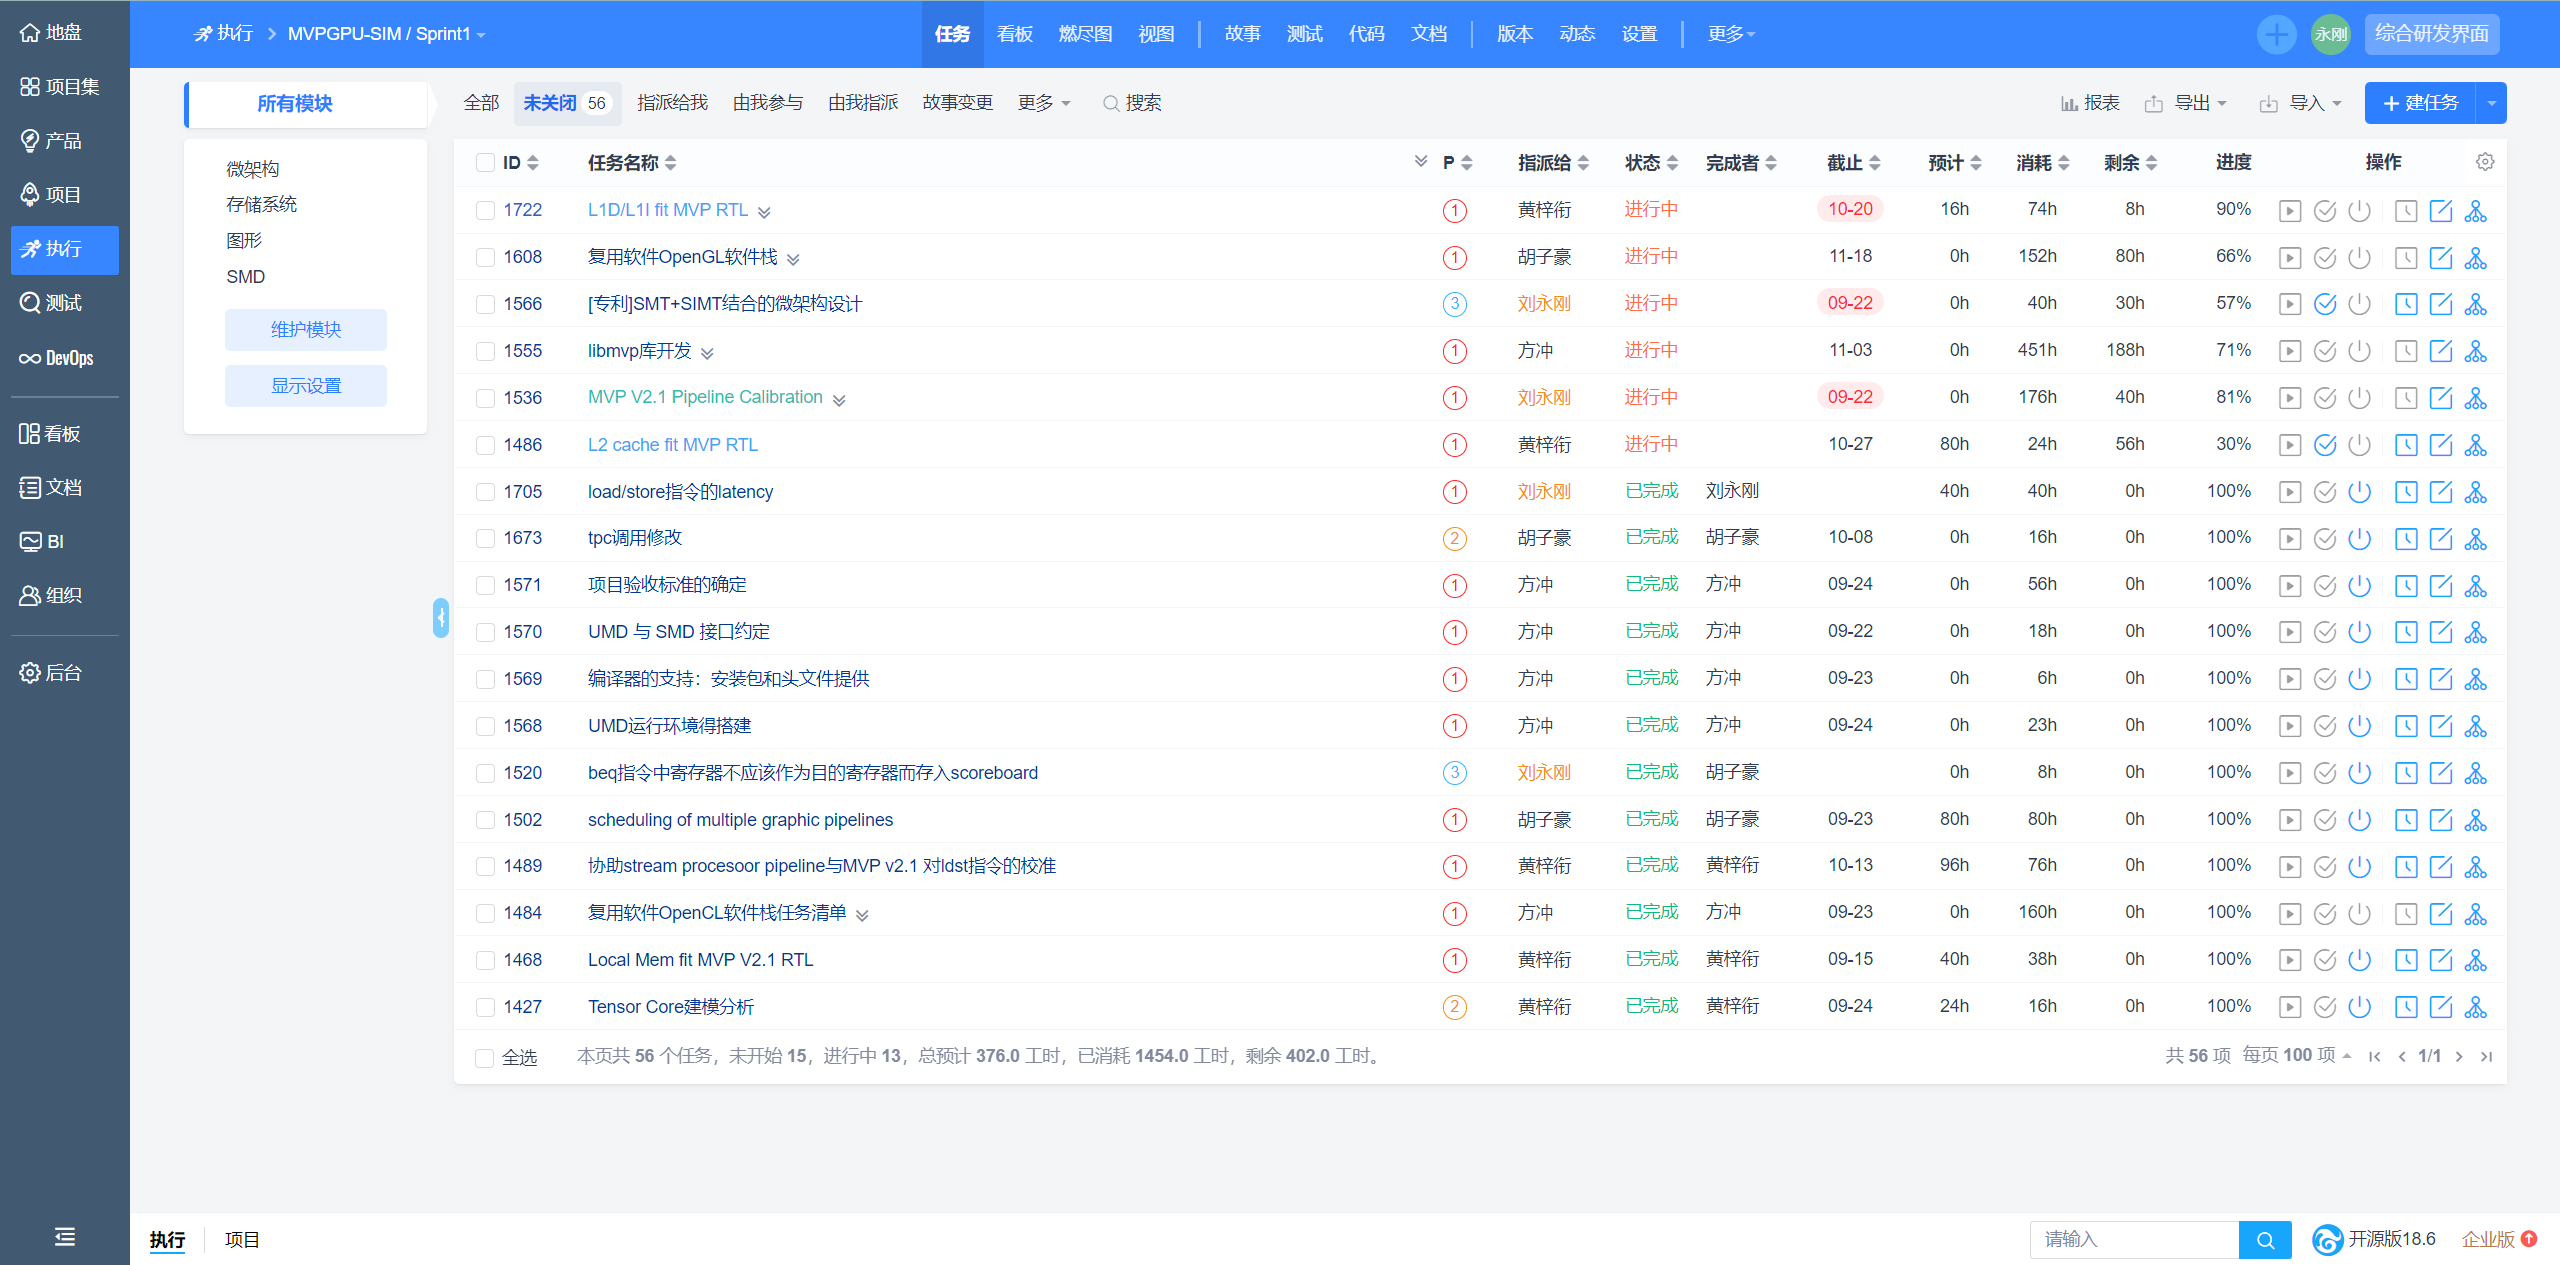 地盘
项目集
产品
项目
执行
测试
DevOps
看板
文档
BI
组织
后台
执行 MVPGPU-SIM / Sprint1
任务 看板 燃尽图 视图 故事 测试 代码 文档 版本 动态 设置 更多
永刚 综合研发界面
所有模块
微架构
存储系统
图形
SMD
维护模块
显示设置
全部 未关闭 56 指派给我 由我参与 由我指派 故事变更 更多 搜索
报表 导出 导入 建任务
ID 任务名称 P 指派给 状态 完成者 截止 预计 消耗 剩余 进度 操作
1722 L1D/L1I fit MVP RTL 1 黄梓衔 进行中 10-20 16h 74h 8h 90%
1608 复用软件OpenGL软件栈 1 胡子豪 进行中 11-18 0h 152h 80h 66%
1566 [专利]SMT+SIMT结合的微架构设计 3 刘永刚 进行中 09-22 0h 40h 30h 57%
1555 libmvp库开发 1 方冲 进行中 11-03 0h 451h 188h 71%
1536 MVP V2.1 Pipeline Calibration 1 刘永刚 进行中 09-22 0h 176h 40h 81%
1486 L2 cache fit MVP RTL 1 黄梓衔 进行中 10-27 80h 24h 56h 30%
1705 load/store指令的latency 1 刘永刚 已完成 刘永刚 40h 40h 0h 100%
1673 tpc调用修改 2 胡子豪 已完成 胡子豪 10-08 0h 16h 0h 100%
1571 项目验收标准的确定 1 方冲 已完成 方冲 09-24 0h 56h 0h 100%
1570 UMD 与 SMD 接口约定 1 方冲 已完成 方冲 09-22 0h 18h 0h 100%
1569 编译器的支持：安装包和头文件提供 1 方冲 已完成 方冲 09-23 0h 6h 0h 100%
1568 UMD运行环境得搭建 1 方冲 已完成 方冲 09-24 0h 23h 0h 100%
1520 beq指令中寄存器不应该作为目的寄存器而存入scoreboard 3 刘永刚 已完成 胡子豪 0h 8h 0h 100%
1502 scheduling of multiple graphic pipelines 1 胡子豪 已完成 胡子豪 09-23 80h 80h 0h 100%
1489 协助stream procesoor pipeline与MVP v2.1 对ldst指令的校准 1 黄梓衔 已完成 黄梓衔 10-13 96h 76h 0h 100%
1484 复用软件OpenCL软件栈任务清单 1 方冲 已完成 方冲 09-23 0h 160h 0h 100%
1468 Local Mem fit MVP V2.1 RTL 1 黄梓衔 已完成 黄梓衔 09-15 40h 38h 0h 100%
1427 Tensor Core建模分析 2 黄梓衔 已完成 黄梓衔 09-24 24h 16h 0h 100%
全选 本页共 56 个任务，未开始 15，进行中 13，总预计 376.0 工时，已消耗 1454.0 工时，剩余 402.0 工时。
共 56 项 每页 100 项 1/1
执行 项目
请输入 开源版18.6 企业版